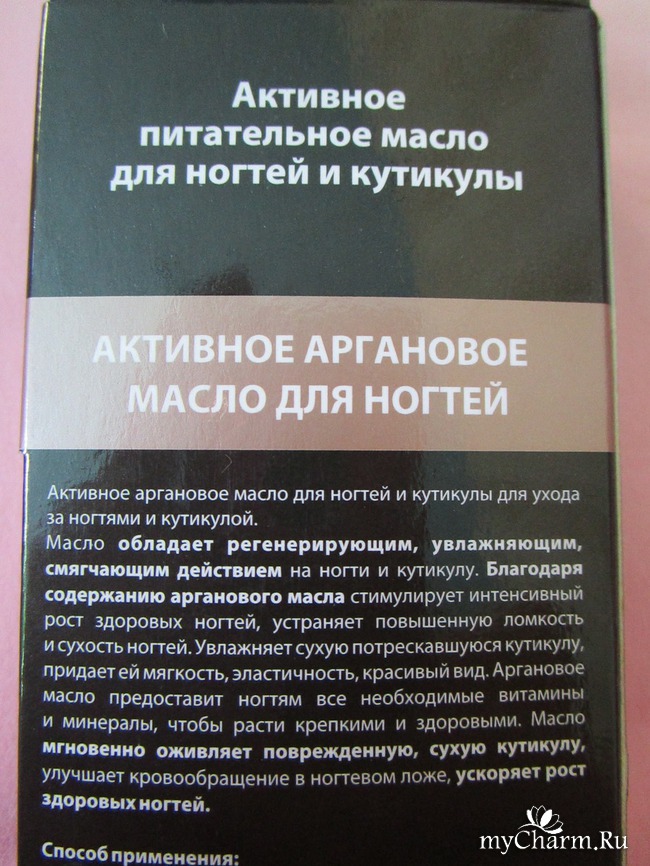 Активное
питательное масло
для ногтей и кутикулы
АКТИВНОЕ АРГАНОВОЕ
МАСЛО ДЛЯ НОГТЕЙ
Активное аргановое масло для ногтей и кутикулы для ухода
за ногтями и кутикулой.
Масло обладает регенерирующим, увлажняющим,
смягчающим действием на ногти и кутикулу. Благодаря
содержанию арганового масла стимулирует интенсивный
рост здоровых ногтей, устраняет повышенную ломкость
и сухость ногтей. Увлажняет сухую потрескавшуюся кутикулу,
придает ей мягкость, эластичность, красивый вид. Аргановое
масло предоставит ногтям все необходимые витамины
и минералы, чтобы расти крепкими и здоровыми. Масло
мгновенно оживляет поврежденную, сухую кутикулу,
улучшает кровообращение в ногтевом ложе, ускоряет рост
здоровых ногтей.
Способ применения:
myCharm.Ru